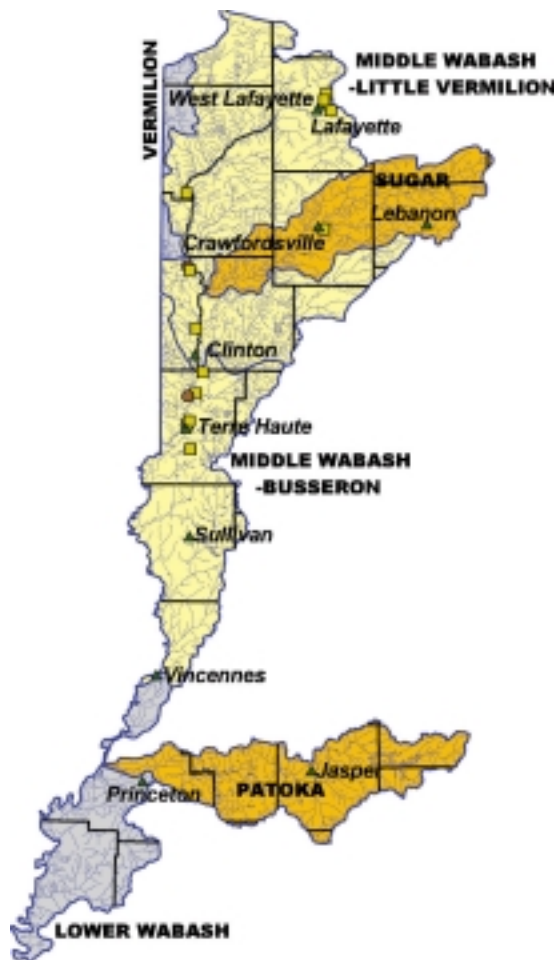 VERMILION
MIDDLE WABASH
-LITTLE VERMILION
West Lafayette
Lafayette
SUGAR
Lebanon
Crawfordsville
Clinton
Terre Haute
MIDDLE WABASH
-BUSSERON
Sullivan
Vincennes
Jasper
Princeton
PATOKA
LOWER WABASH